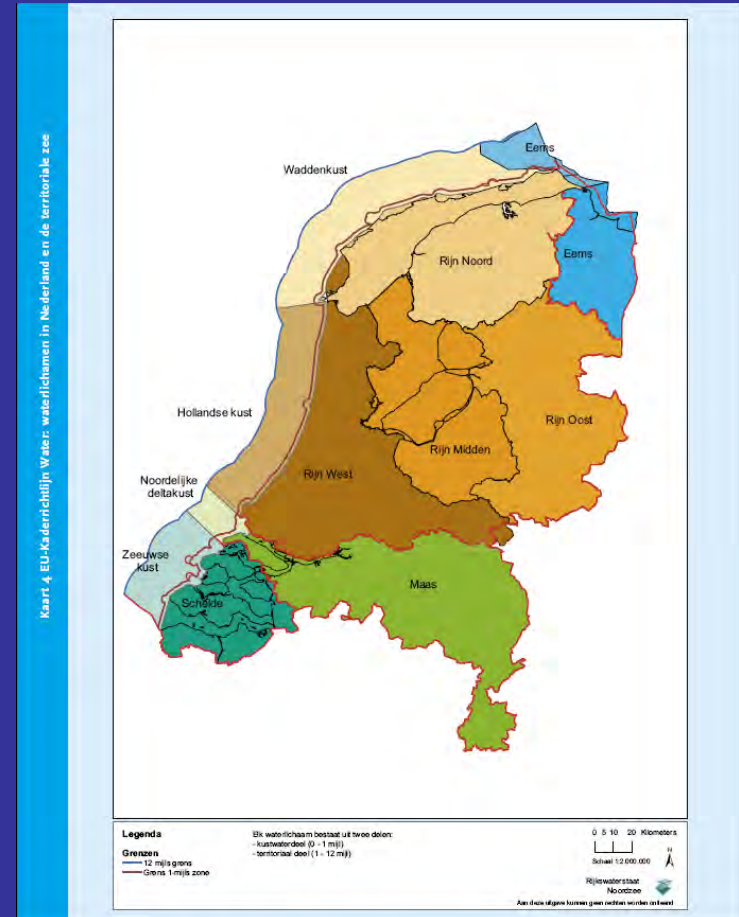 Kaart 4 EU-Kaderrichtlijn Water: waterlichamen in Nederland en de territoriale zee
Eems
Waddenkust
Eems
Rijn Noord
Hollandse kust
Rijn Oost
Rijn Midden
Rijn West
Noordelijke
deltakust
Zeeuwse
kust
Maas
Schelde
Legenda
Grenzen
12 mijls grens
Grens 1-mijls zone
Elk waterlichaam bestaat uit twee delen:
- kustwaterdeel (0 - 1 mijl)
- territoriaal deel (1 - 12 mijl)
0 5 10 20 Kilometers
N
Schaal 1:2.000.000
Rijkswaterstaat
Noordzee
Aan deze uitgave kunnen geen rechten worden ontleend